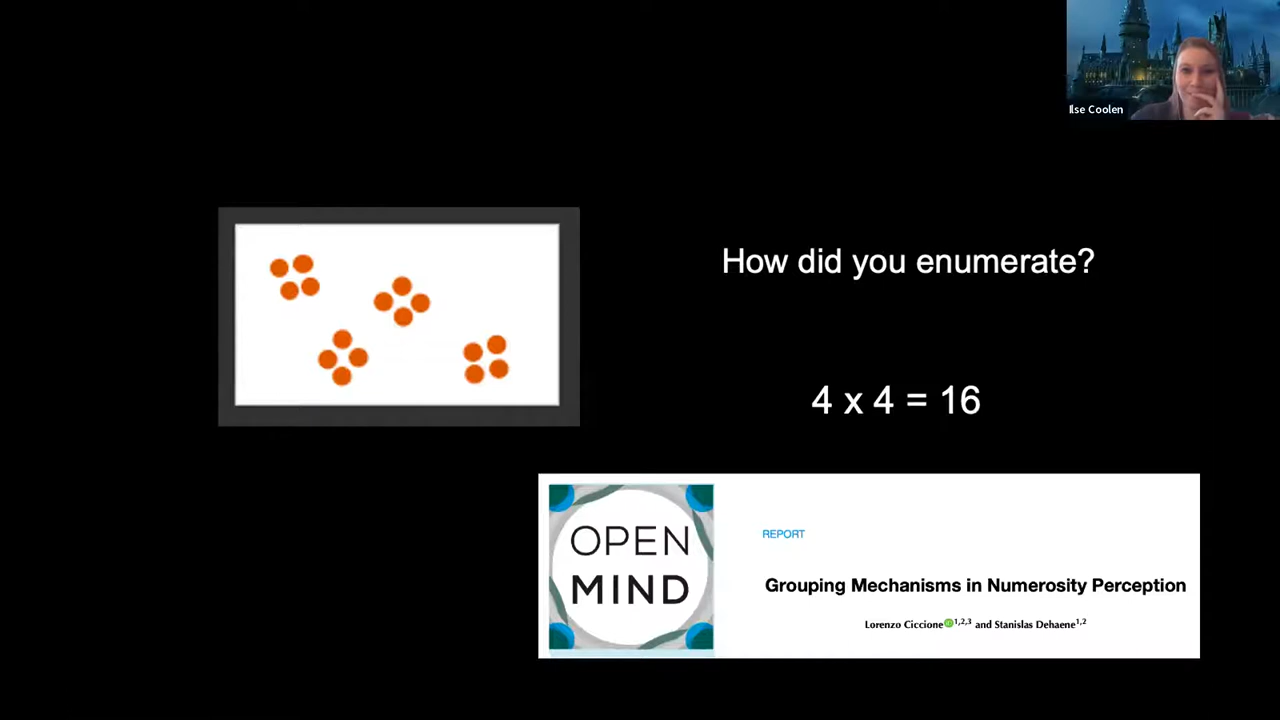 Ilse Coolen
How did you enumerate?
4 x 4 = 16
OPEN
MIND
REPORT
Grouping Mechanisms in Numerosity Perception
Lorenzo Ciccione 1,2,3 and Stanislas Dehaene 1,2